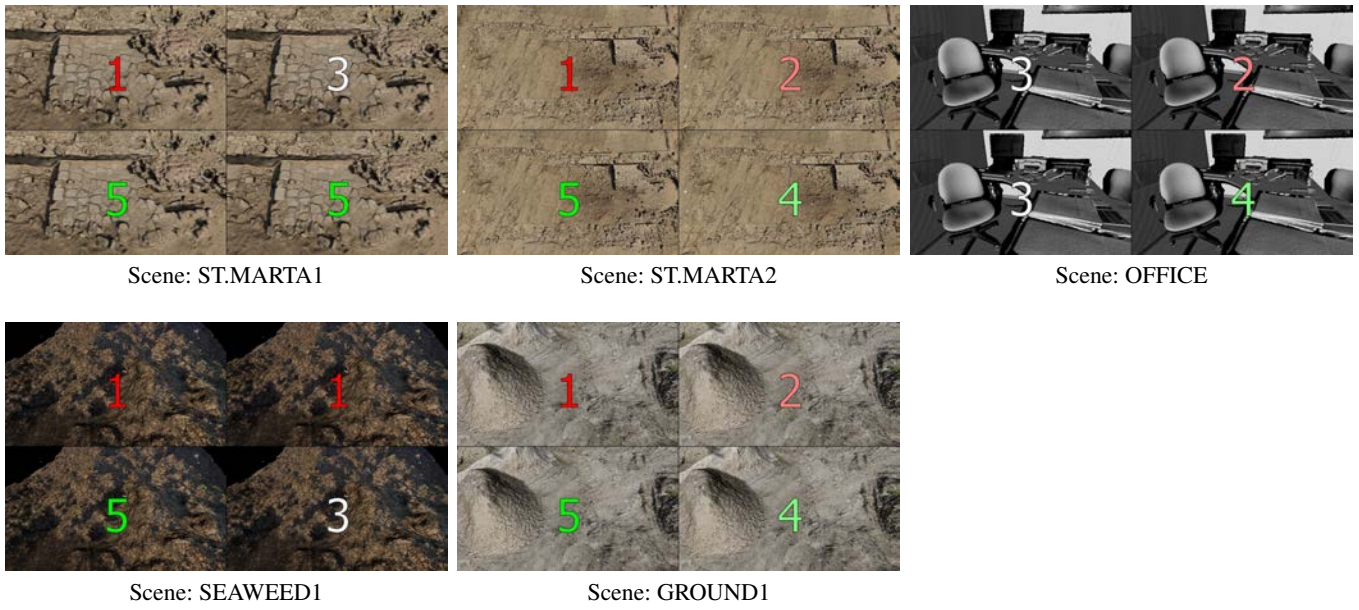 1 3
5 5
Scene: ST.MARTA1
1 2
5 4
Scene: ST.MARTA2
3 2
3 4
Scene: OFFICE
1 1
5 3
Scene: SEAWEED1
1 2
5 4
Scene: GROUND1